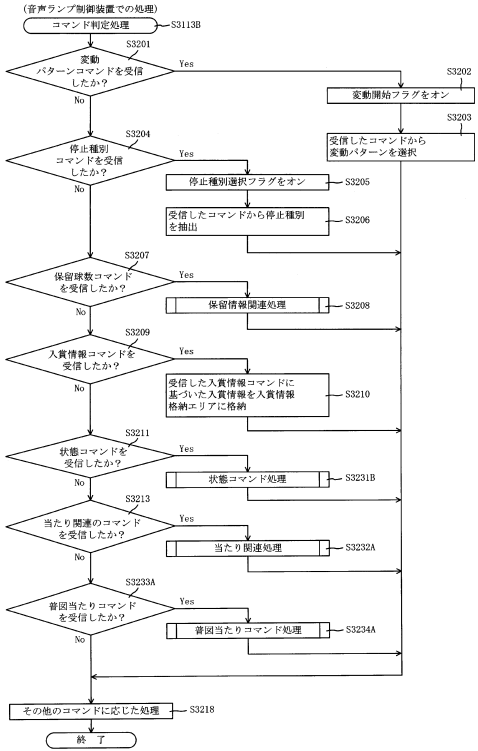 (音声ランプ制御装置での処理)
コマンド判定処理
S3113B
S3201
変動
パターンコマンドを受信
したか？
Yes
No
S3202
変動開始フラグをオン
S3203
受信したコマンドから
変動パターンを選択
S3204
停止種別
コマンドを受信
したか？
Yes
No
停止種別選択フラグをオン
S3205
受信したコマンドから停止種別
を抽出
S3206
S3207
保留球数コマンド
を受信したか？
Yes
No
保留情報関連処理
S3208
S3209
入賞情報コマンドを
受信したか？
Yes
No
受信した入賞情報コマンドに
基づいた入賞情報を入賞情報
格納エリアに格納
S3210
S3211
状態コマンドを
受信したか？
Yes
No
状態コマンド処理
S3231B
S3213
当たり関連のコマンド
を受信したか？
Yes
No
当たり関連処理
S3232A
S3233A
普図当たりコマンド
を受信したか？
Yes
No
普図当たりコマンド処理
S3234A
その他のコマンドに応じた処理
S3218
終了